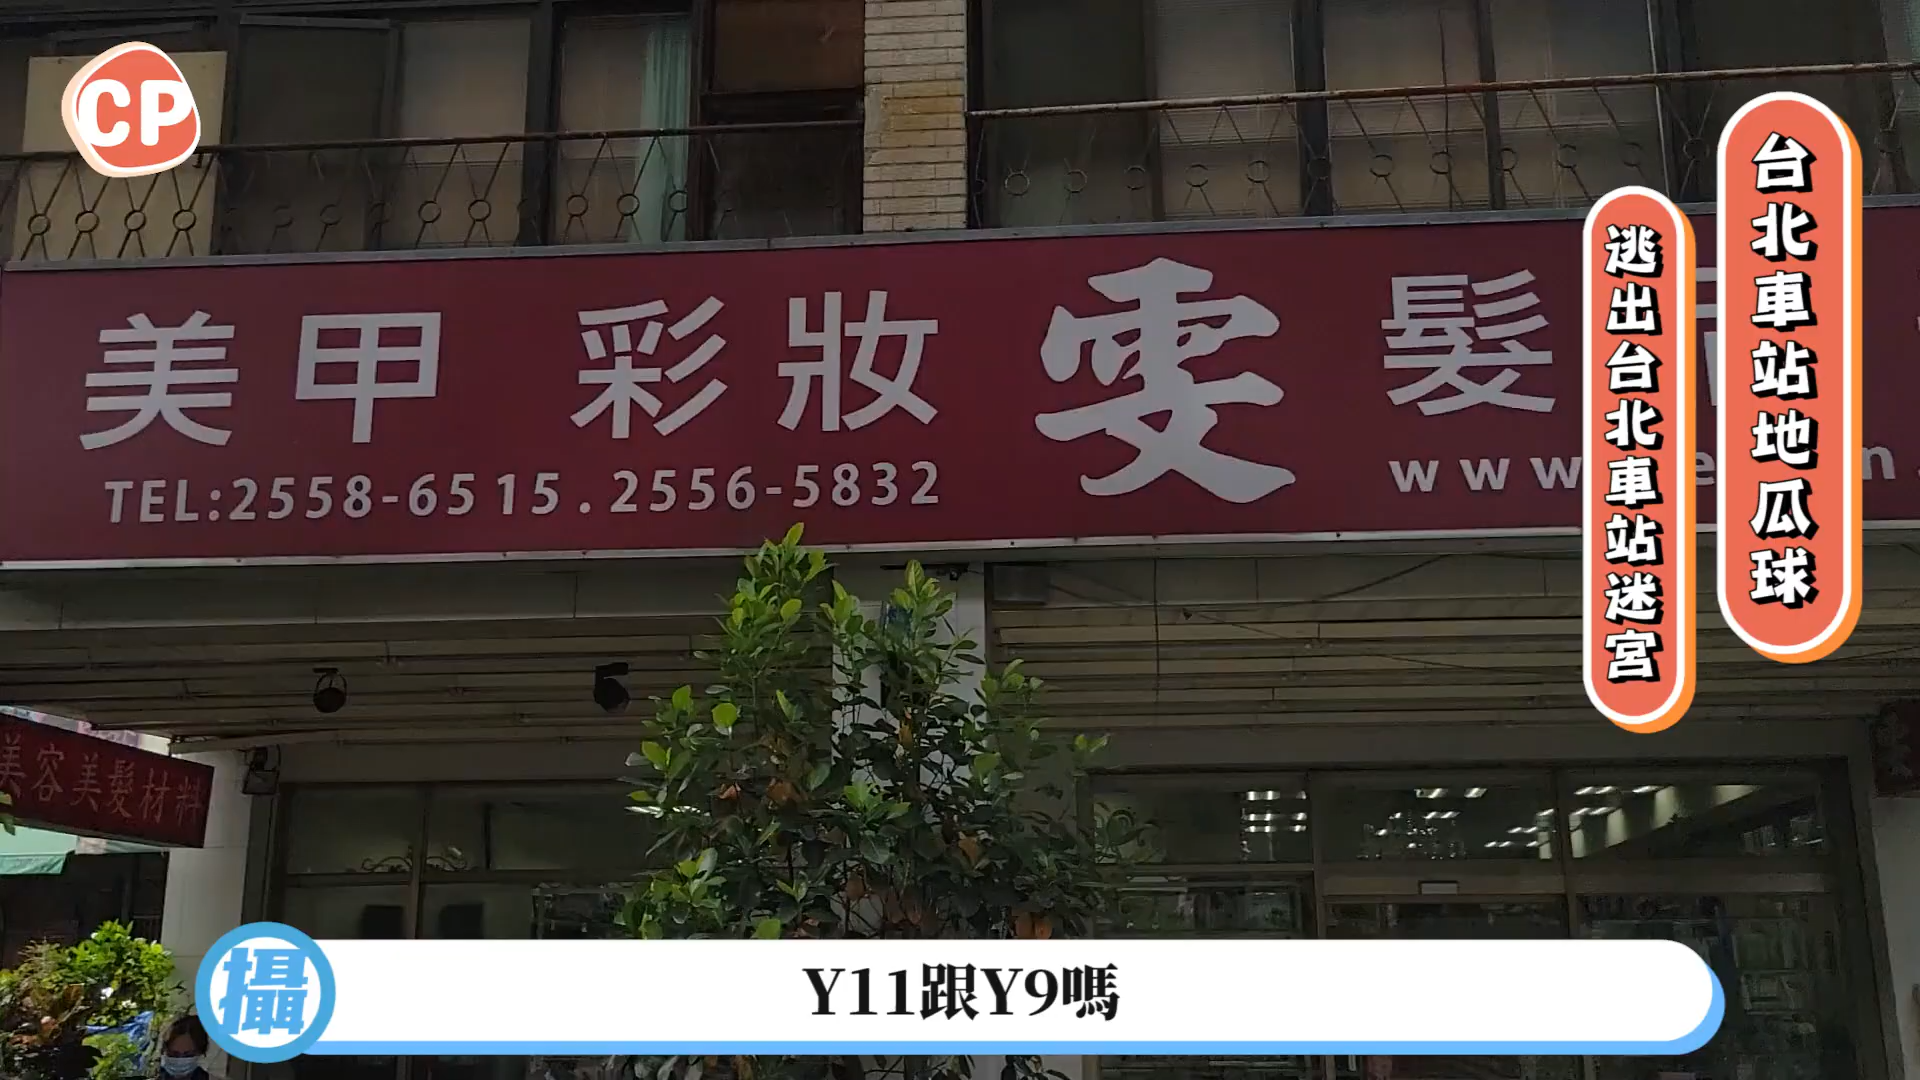 CP
台北車站地瓜球
逃出台北車站迷宮
美甲 彩妝 雯 髮
TEL:2558-6515.2556-5832
www
美容美髮材料
攝
Y11跟Y9嗎